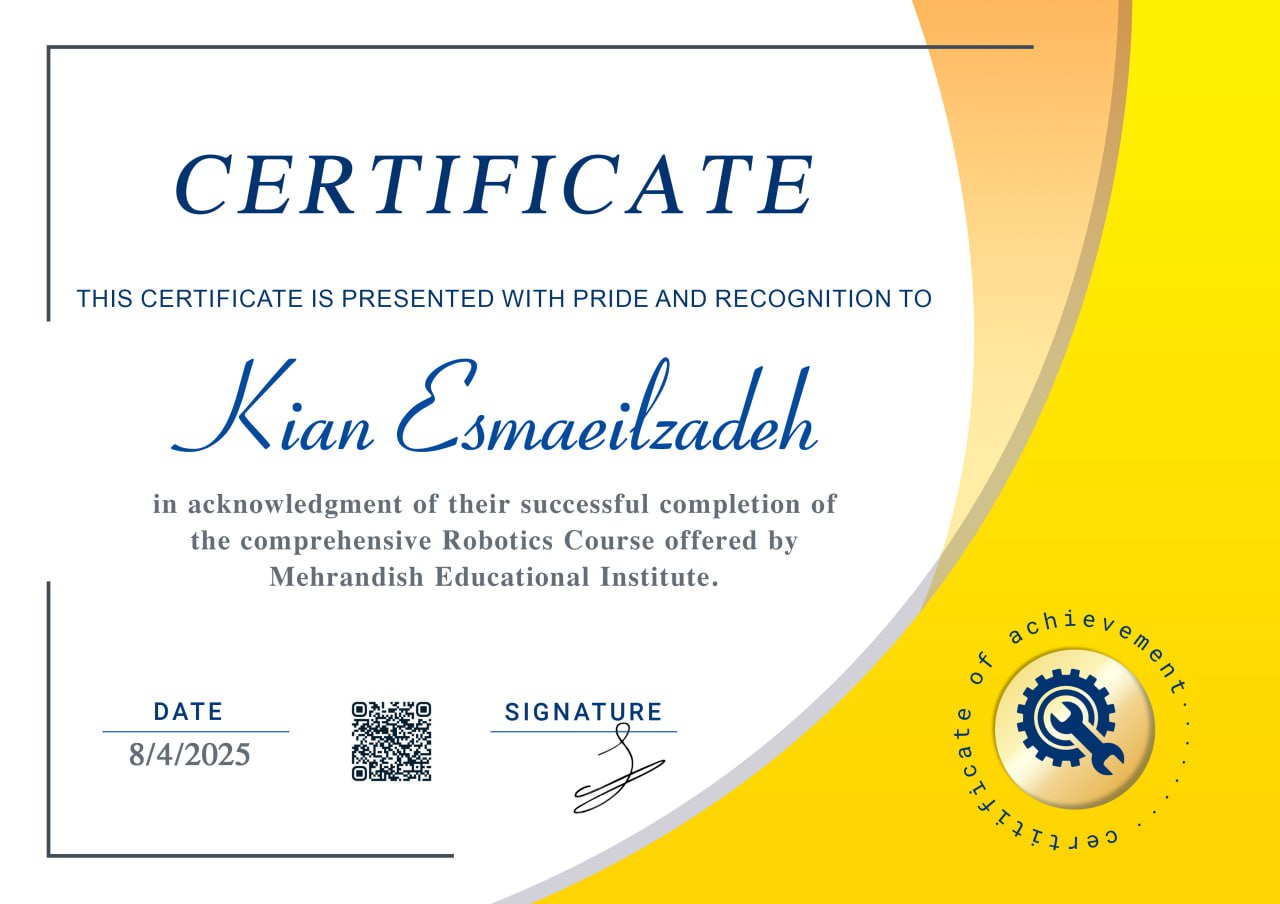 CERTIFICATE
THIS CERTIFICATE IS PRESENTED WITH PRIDE AND RECOGNITION TO
Kian Esmaeilzadeh
in acknowledgment of their successful completion of
the comprehensive Robotics Course offered by
Mehrandish Educational Institute.
DATE
8/4/2025
SIGNATURE
certificate of achievement.........